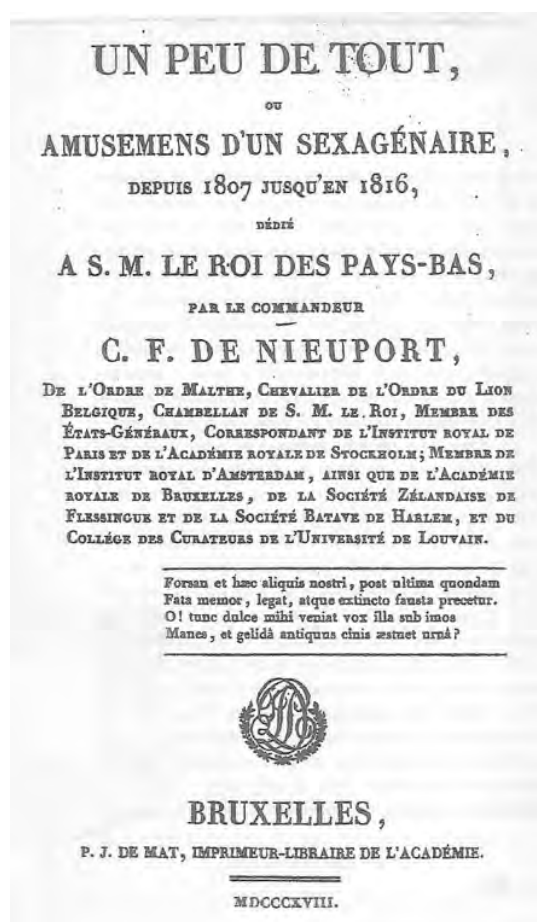 UN PEU DE TOUT,
OU
AMUSEMENS D'UN SEXAGÉNAIRE,
DEPUIS 1807 JUSQU'EN 1816,
DÉDIÉ
A S. M. LE ROI DES PAYS-BAS,
PAR LE COMMANDEUR
C. F. DE NIEUPORT,
DE L'ORDRE DE MALTHE, CHEVALIER DE L'ORDRE DU LION
BELGIQUE, CHAMBELLAN DE S. M. LE ROI, MEMBRE DES
ÉTATS-GÉNÉRAUX, CORRESPONDANT DE L'INSTITUT ROYAL DE
PARIS ET DE L'ACADÉMIE ROYALE DE STOCKHOLM; MEMBRE DE
L'INSTITUT ROYAL D'AMSTERDAM, AINSI QUE DE L'ACADÉMIE
ROYALE DE BRUXELLES, DE LA SOCIÉTÉ ZÉLANDAISE DE
FLESSINGUE ET DE LA SOCIÉTÉ BATAVE DE HARLEM, ET DU
COLLÉGE DES CURATEURS DE L'UNIVERSITÉ DE LOUVAIN.
Forsan et hæc aliquis nostri, post ultima quondam
Fata memor, legat, atque extincto fausta precetur.
O! tunc dulce mihi veniat vox illa sub imos
Manes, et gelidâ antiquus cinis æstuet urnâ?
BRUXELLES,
P. J. DE MAT, IMPRIMEUR-LIBRAIRE DE L'ACADÉMIE.
MDCCCXVIII.